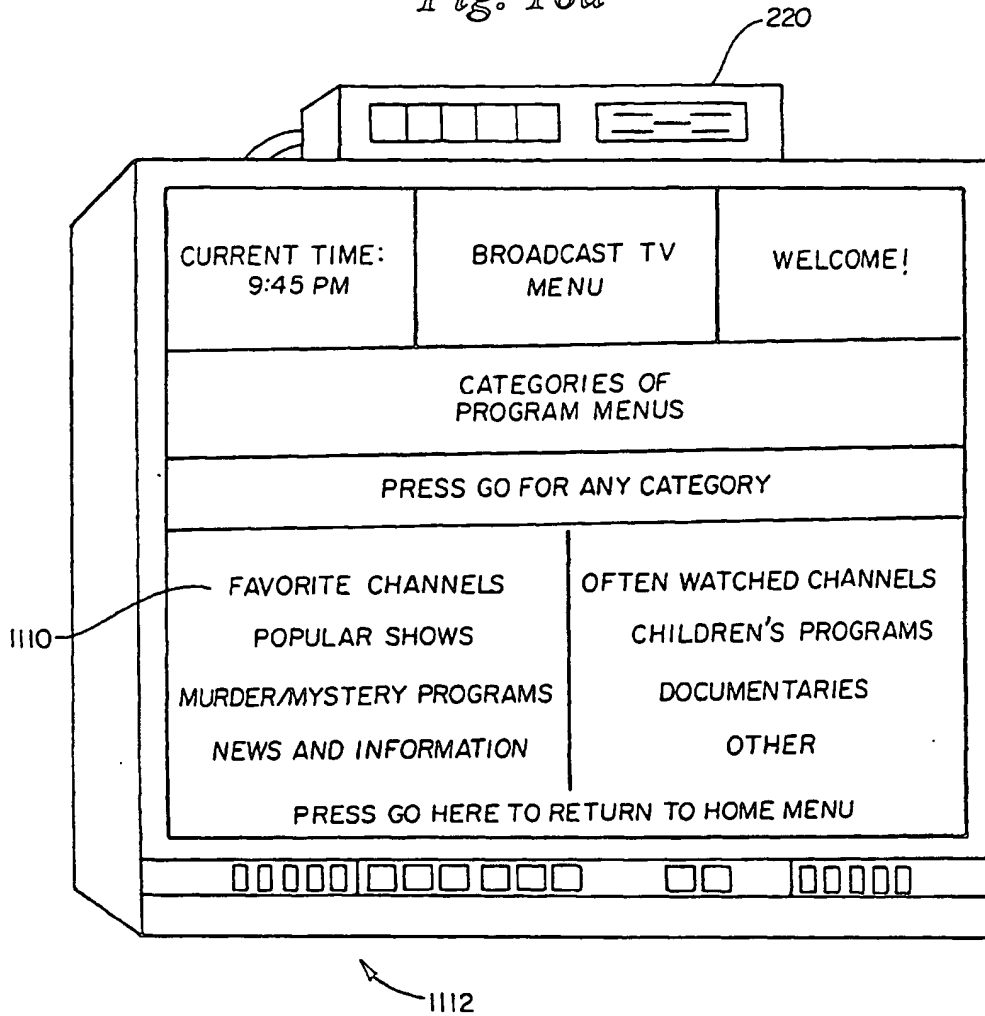 220
CURRENT TIME:
9:45 PM
BROADCAST TV
MENU
WELCOME!
CATEGORIES OF
PROGRAM MENUS
PRESS GO FOR ANY CATEGORY
FAVORITE CHANNELS
POPULAR SHOWS
MURDER/MYSTERY PROGRAMS
NEWS AND INFORMATION
OFTEN WATCHED CHANNELS
CHILDREN'S PROGRAMS
DOCUMENTARIES
OTHER
PRESS GO HERE TO RETURN TO HOME MENU
1110
1112